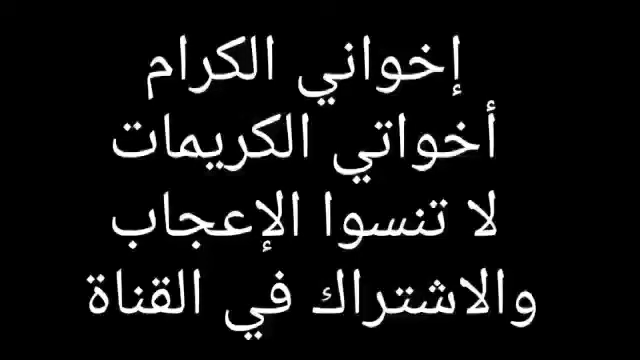 إخواني الكرام
أخواتي الكريمات
لا تنسوا الإعجاب
والاشتراك في القناة